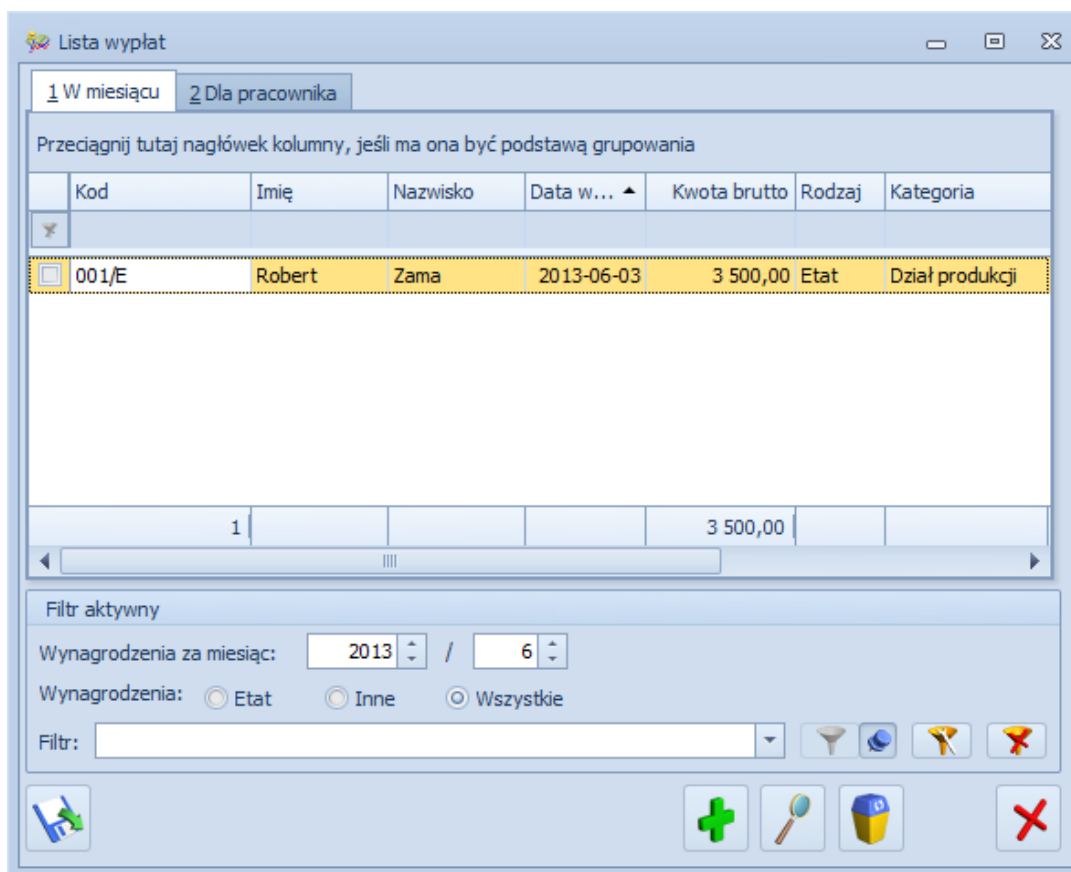 Lista wypłat
1 W miesiącu 2 Dla pracownika
Przeciągnij tutaj nagłówek kolumny, jeśli ma ona być podstawą grupowania
Kod Imię Nazwisko Data w... Kwota brutto Rodzaj Kategoria
001/E Robert Zama 2013-06-03 3 500,00 Etat Dział produkcji
1 3 500,00
Filtr aktywny
Wynagrodzenia za miesiąc: 2013 / 6
Wynagrodzenia: Etat Inne Wszystkie
Filtr: